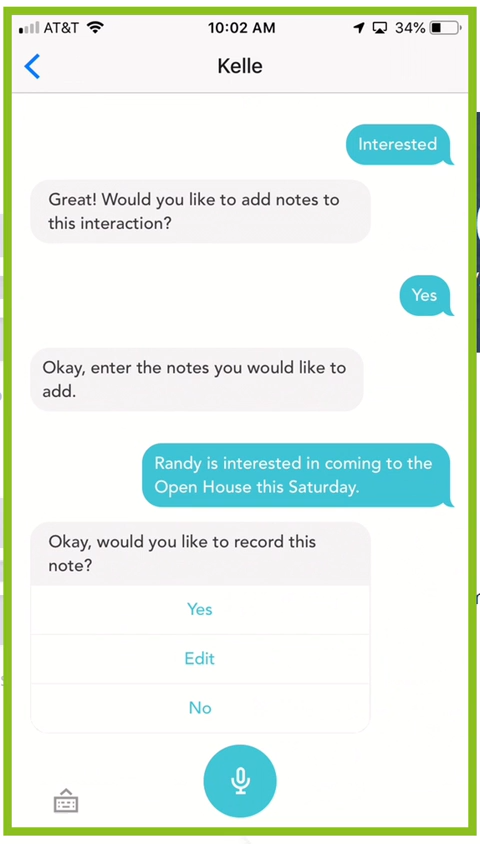 AT&T 10:02 AM 34%
Kelle
Interested
Great! Would you like to add notes to
this interaction?
Yes
Okay, enter the notes you would like to
add.
Randy is interested in coming to the
Open House this Saturday.
Okay, would you like to record this
note?
Yes
Edit
No